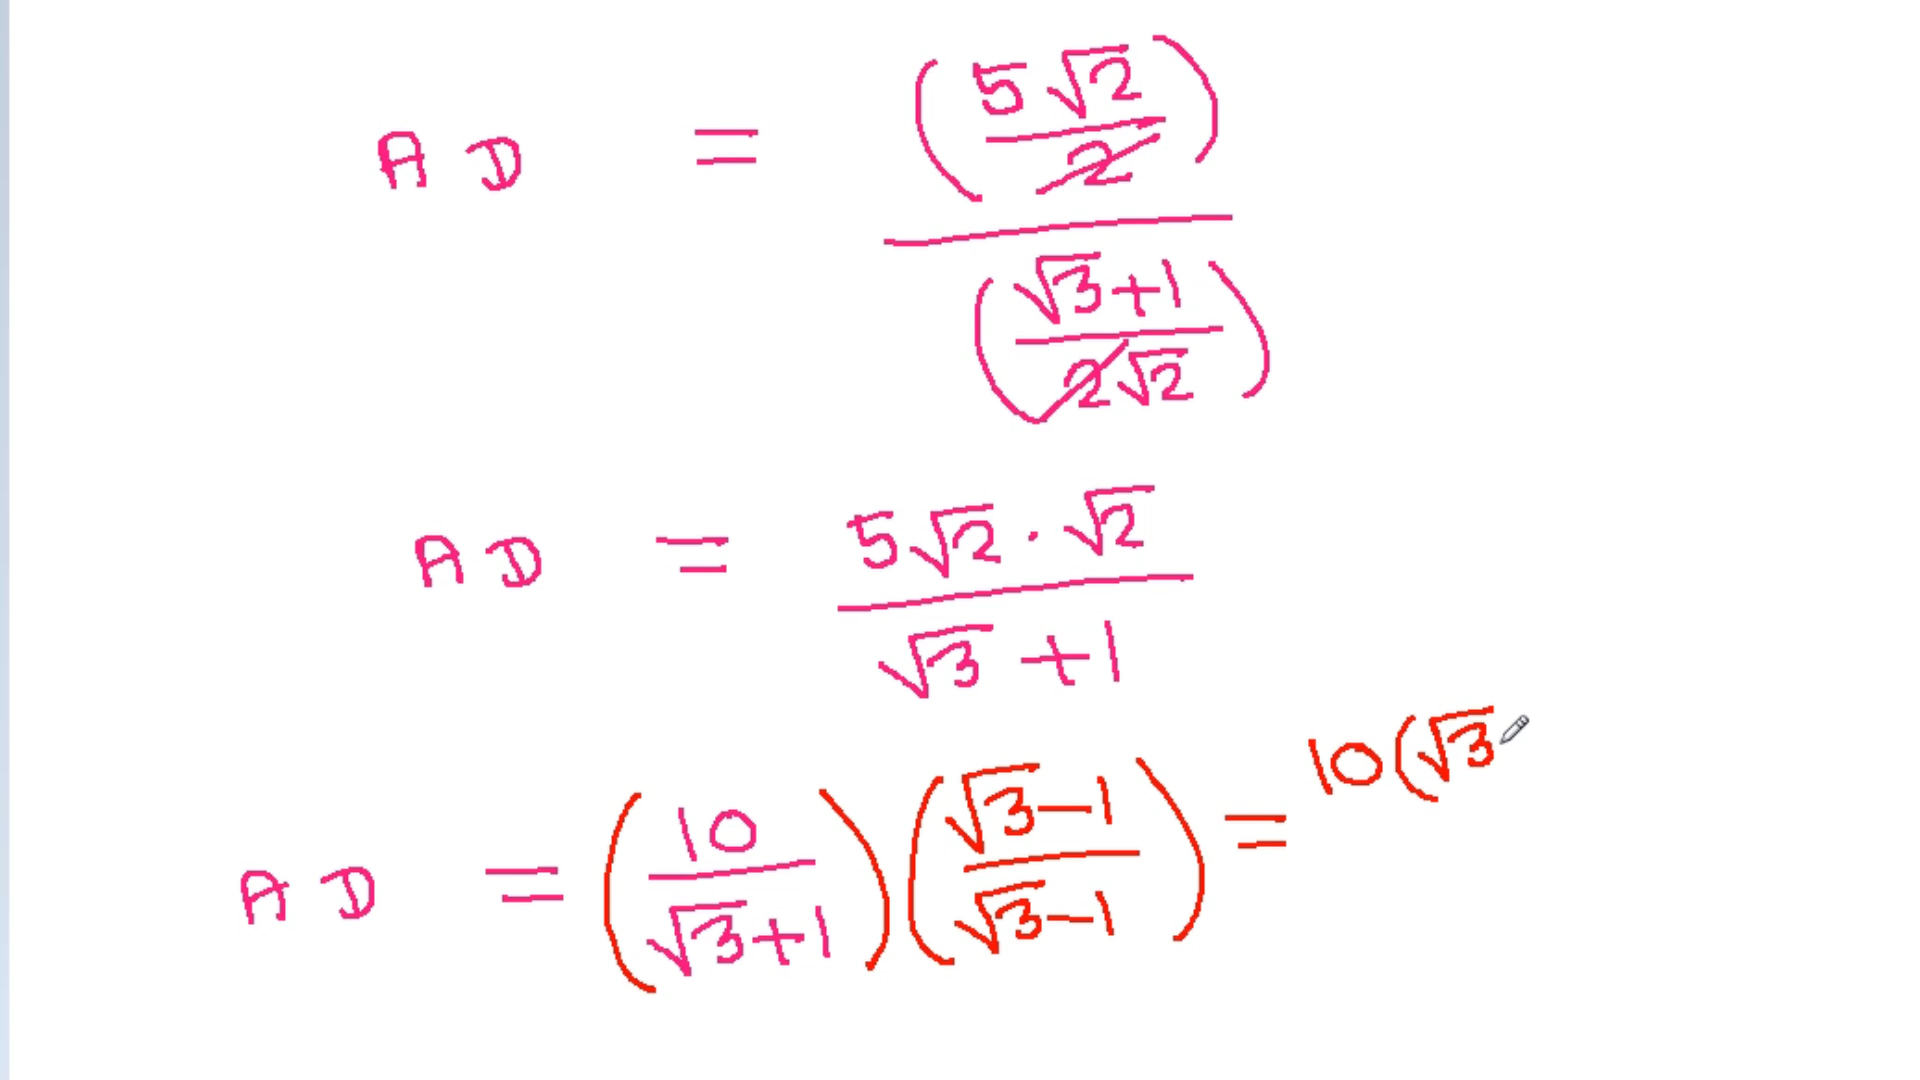 AD = (5√2/2) / ((√3+1)/(2√2))
AD = (5√2 · √2) / (√3 + 1)
AD = (10/(√3+1)) ((√3-1)/(√3-1)) = 10(√3